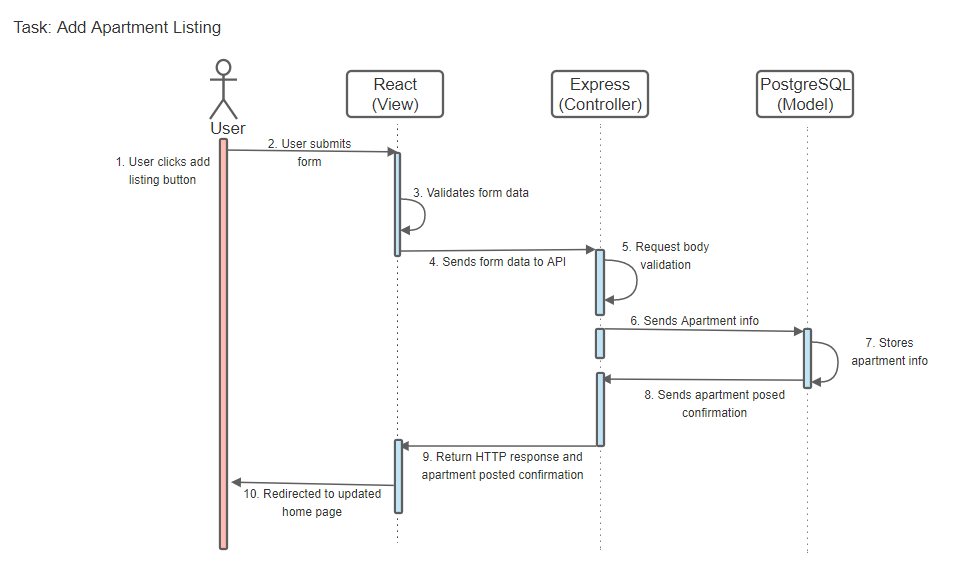 Task: Add Apartment Listing
React
(View)
Express
(Controller)
PostgreSQL
(Model)
User
1. User clicks add
listing button
2. User submits
form
3. Validates form data
4. Sends form data to API
5. Request body
validation
6. Sends Apartment info
7. Stores
apartment info
8. Sends apartment posed
confirmation
9. Return HTTP response and
apartment posted confirmation
10. Redirected to updated
home page